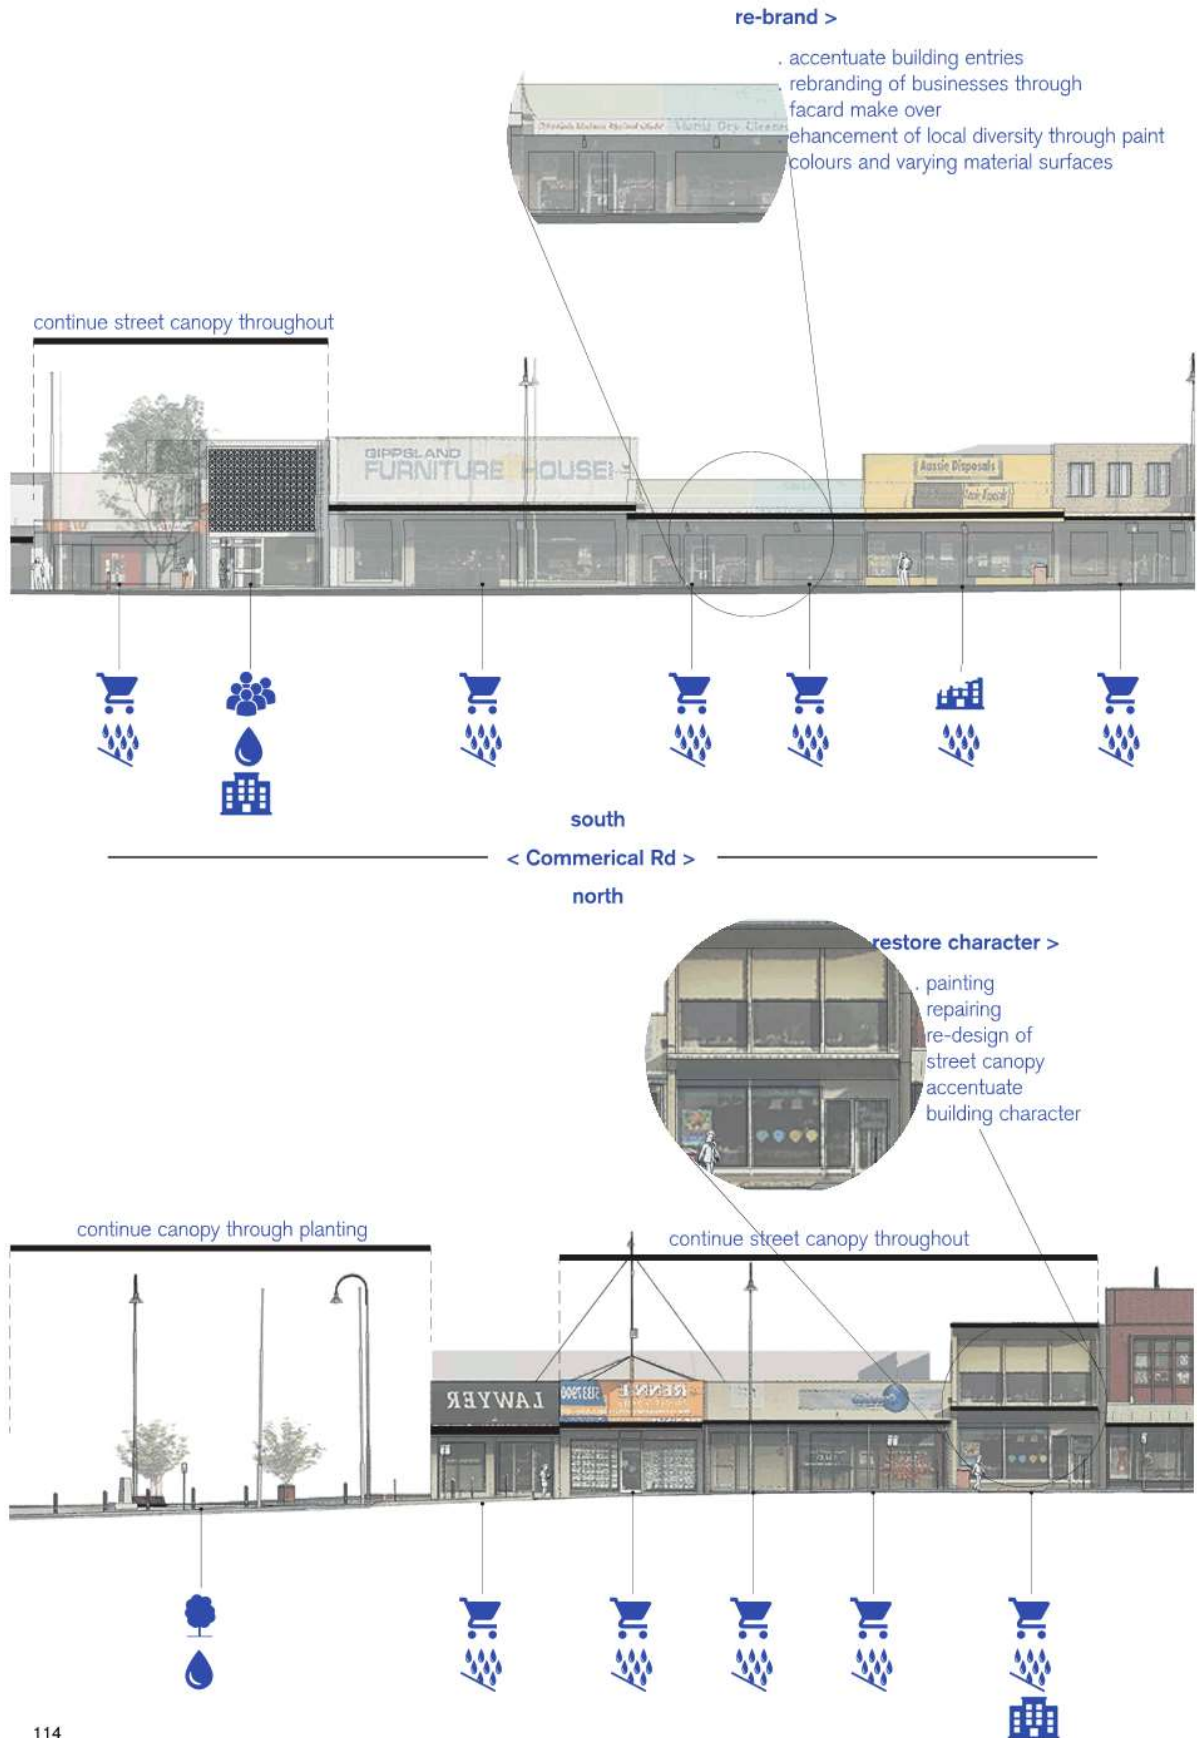 re-brand >
. accentuate building entries
. rebranding of businesses through
facard make over
. ehancement of local diversity through paint
colours and varying material surfaces
Dry
continue street canopy throughout
GIPPSLAND
FURNITURE HOUSE
Aussie Disposals
south
< Commerical Rd >
north
restore character >
. painting
repairing
re-design of
street canopy
accentuate
building character
continue canopy through planting
continue street canopy throughout
LAWYER
51337900
RENNIE
114